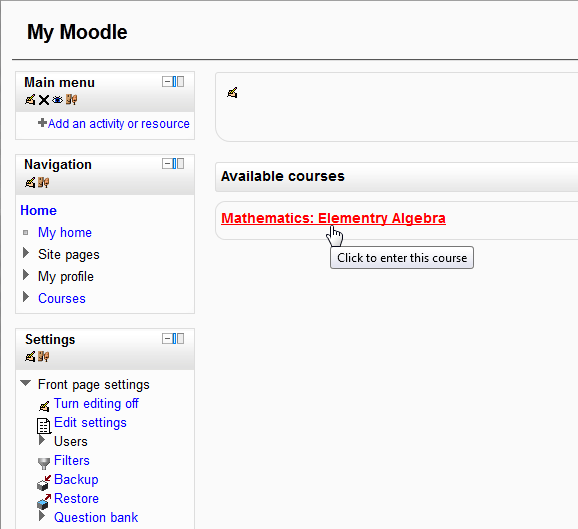 My Moodle
Main menu
Add an activity or resource
Navigation
Home
My home
Site pages
My profile
Courses
Settings
Front page settings
Turn editing off
Edit settings
Users
Filters
Backup
Restore
Question bank
Available courses
Mathematics: Elementry Algebra
Click to enter this course